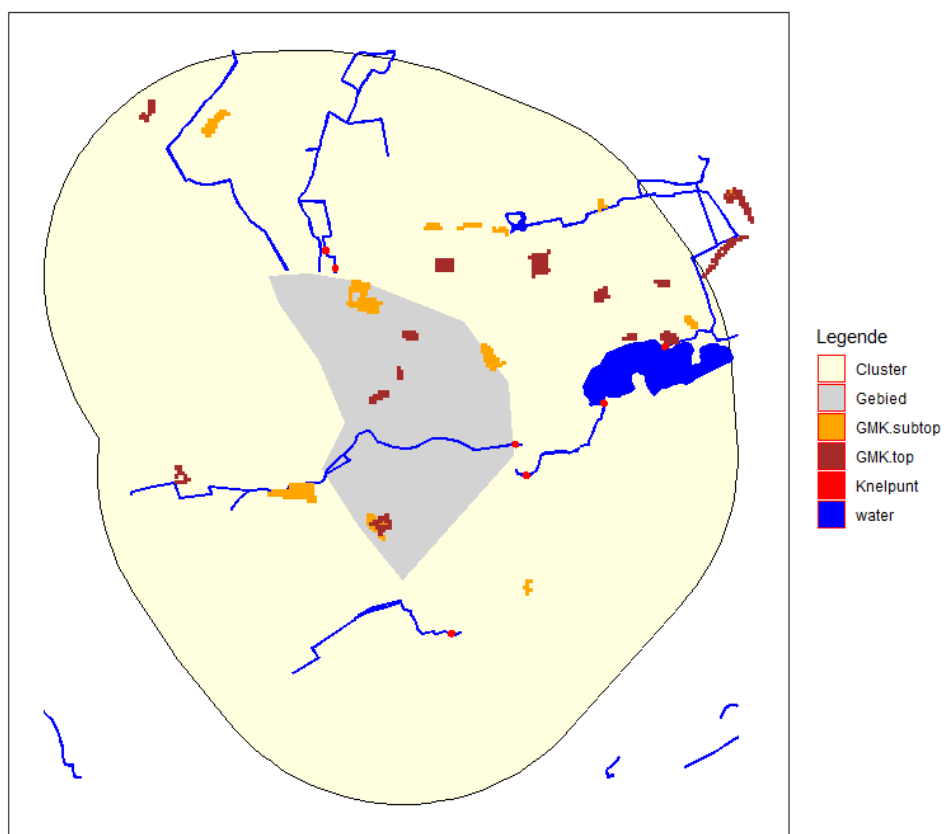 Legende
Cluster
Gebied
GMK.subtop
GMK.top
Knelpunt
water